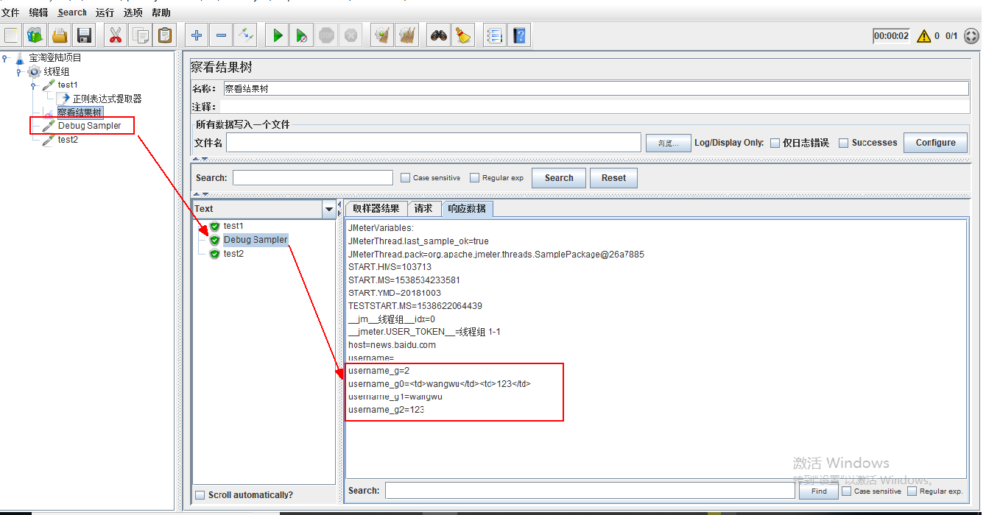 文件 编辑 Search 运行 选项 帮助
00:00:02 0 0/1
宝淘登陆项目
线程组
test1
正则表达式提取器
察看结果树
Debug Sampler
test2
察看结果树
名称: 察看结果树
注释:
所有数据写入一个文件
文件名 浏览... Log/Display Only: 仅日志错误 Successes Configure
Search: Case sensitive Regular exp Search Reset
Text
test1
Debug Sampler
test2
Scroll automatically?
取样器结果 请求 响应数据
JMeterVariables:
JMeterThread.last_sample_ok=true
JMeterThread.pack=org.apache.jmeter.threads.SamplePackage@26a7885
START.HMS=103713
START.MS=1538534233581
START.YMD=20181003
TESTSTART.MS=1538622064439
__jm__线程组__idx=0
__jmeter.USER_TOKEN__=线程组 1-1
host=news.baidu.com
username=
username_g=2
username_g0=<td>wangwu</td><td>123</td>
username_g1=wangwu
username_g2=123
激活 Windows
转到"设置"以激活 Windows。
Search: Find Case sensitive Regular exp.